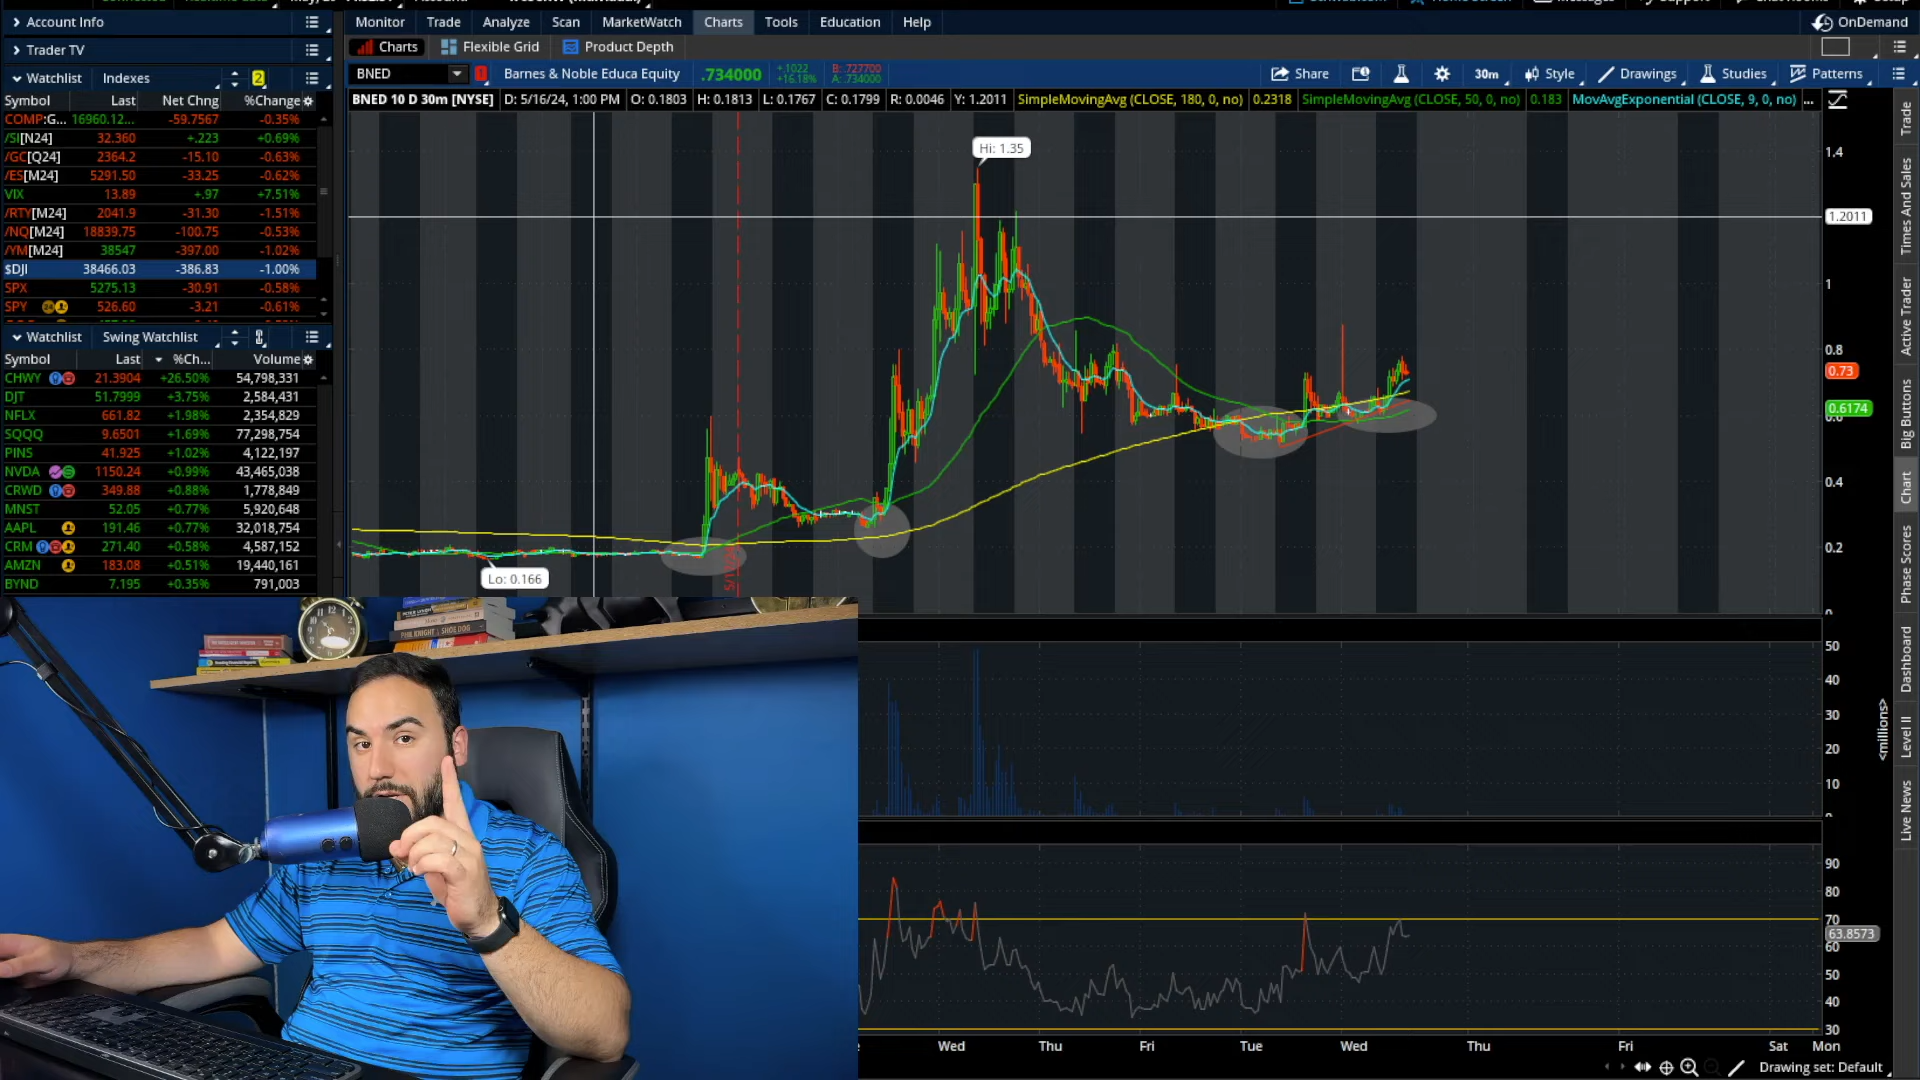 Account Info
Monitor Trade Analyze Scan MarketWatch Charts Tools Education Help OnDemand
Trader TV
Charts Flexible Grid Product Depth
Watchlist Indexes 2
BNED Barnes & Noble Educa Equity .734000 +.1022 +16.18% B: .727700 A: .734000 Share 30m Style Drawings Studies Patterns
Symbol Last Net Chng %Change
BNED 10 D 30m [NYSE] D: 5/16/24, 1:00 PM O: 0.1803 H: 0.1813 L: 0.1767 C: 0.1799 R: 0.0046 Y: 1.2011 SimpleMovingAvg (CLOSE, 180, 0, no) 0.2318 SimpleMovingAvg (CLOSE, 50, 0, no) 0.183 MovAvgExponential (CLOSE, 9, 0, no) ...
COMP:G... 16960.12... -59.7567 -0.35%
/SI[N24] 32.360 +.223 +0.69%
/GC[Q24] 2364.2 -15.10 -0.63%
/ES[M24] 5291.50 -33.25 -0.62%
VIX 13.89 +.97 +7.51%
/RTY[M24] 2041.9 -31.30 -1.51%
/NQ[M24] 18839.75 -100.75 -0.53%
/YM[M24] 38547 -397.00 -1.02%
$DJI 38466.03 -386.83 -1.00%
SPX 5275.13 -30.91 -0.58%
SPY 526.60 -3.21 -0.61%
Watchlist Swing Watchlist
Symbol Last %Ch... Volume
CHWY 21.3904 +26.50% 54,798,331
DJT 51.7999 +3.75% 2,584,431
NFLX 661.82 +1.98% 2,354,829
SQQQ 9.6501 +1.69% 77,298,754
PINS 41.925 +1.02% 4,122,197
NVDA 1150.24 +0.99% 43,465,038
CRWD 349.88 +0.88% 1,778,849
MNST 52.05 +0.77% 5,920,648
AAPL 191.46 +0.77% 32,018,754
CRM 271.40 +0.58% 4,587,152
AMZN 183.08 +0.51% 19,440,161
BYND 7.195 +0.35% 791,003
Hi: 1.35
Lo: 0.166
1.4
1.2011
1
0.8
0.73
0.6174
0.4
0.2
0
50
40
30
20
10
0
<millions>
90
80
70
63.8573
60
50
40
30
Wed Thu Fri Tue Wed Thu Fri Sat Mon
Drawing set: Default
Trade
Times And Sales
Active Trader
Big Buttons
Chart
Phase Scores
Dashboard
Level II
Live News
PHIL KNIGHT SHOE DOG